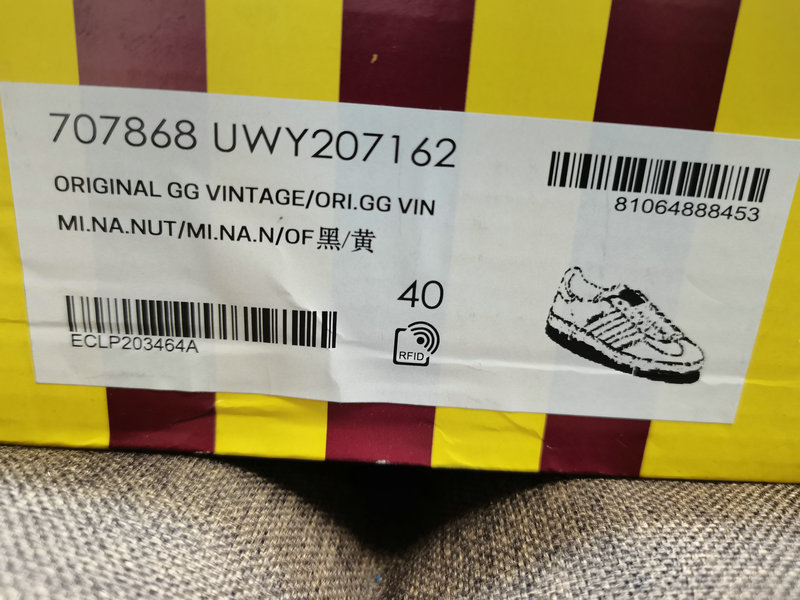 707868 UWY207162
ORIGINAL GG VINTAGE/ORI.GG VIN
MI.NA.NUT/MI.NA.N/OF黑/黄
81064888453
40
RFID
ECLP203464A